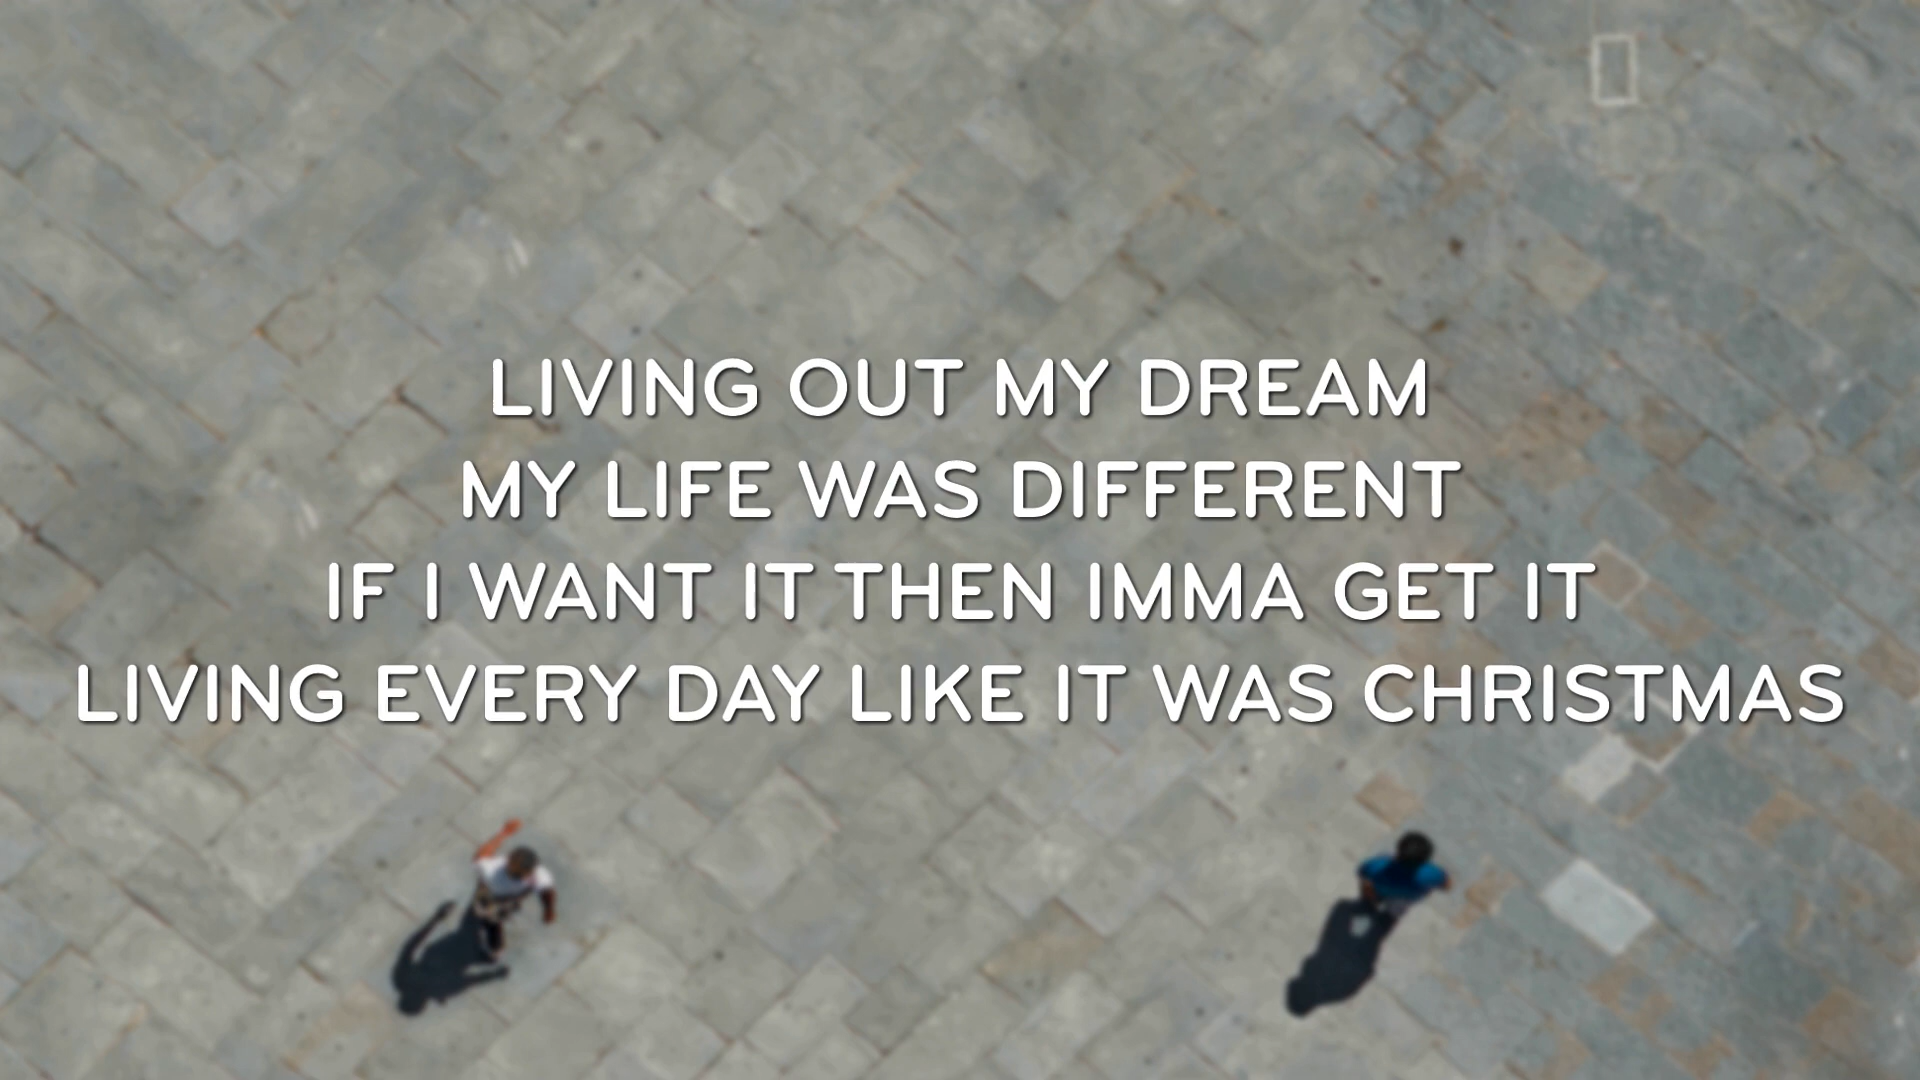 LIVING OUT MY DREAM
MY LIFE WAS DIFFERENT
IF I WANT IT THEN IMMA GET IT
LIVING EVERY DAY LIKE IT WAS CHRISTMAS